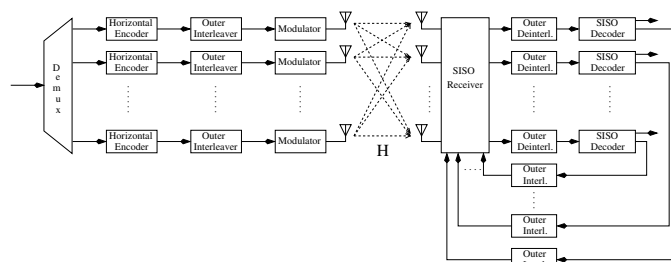 Demux
Horizontal
Encoder
Outer
Interleaver
Modulator
Horizontal
Encoder
Outer
Interleaver
Modulator
Horizontal
Encoder
Outer
Interleaver
Modulator
H
SISO
Receiver
Outer
Deinterl.
SISO
Decoder
Outer
Deinterl.
SISO
Decoder
Outer
Deinterl.
SISO
Decoder
Outer
Interl.
Outer
Interl.
Outer